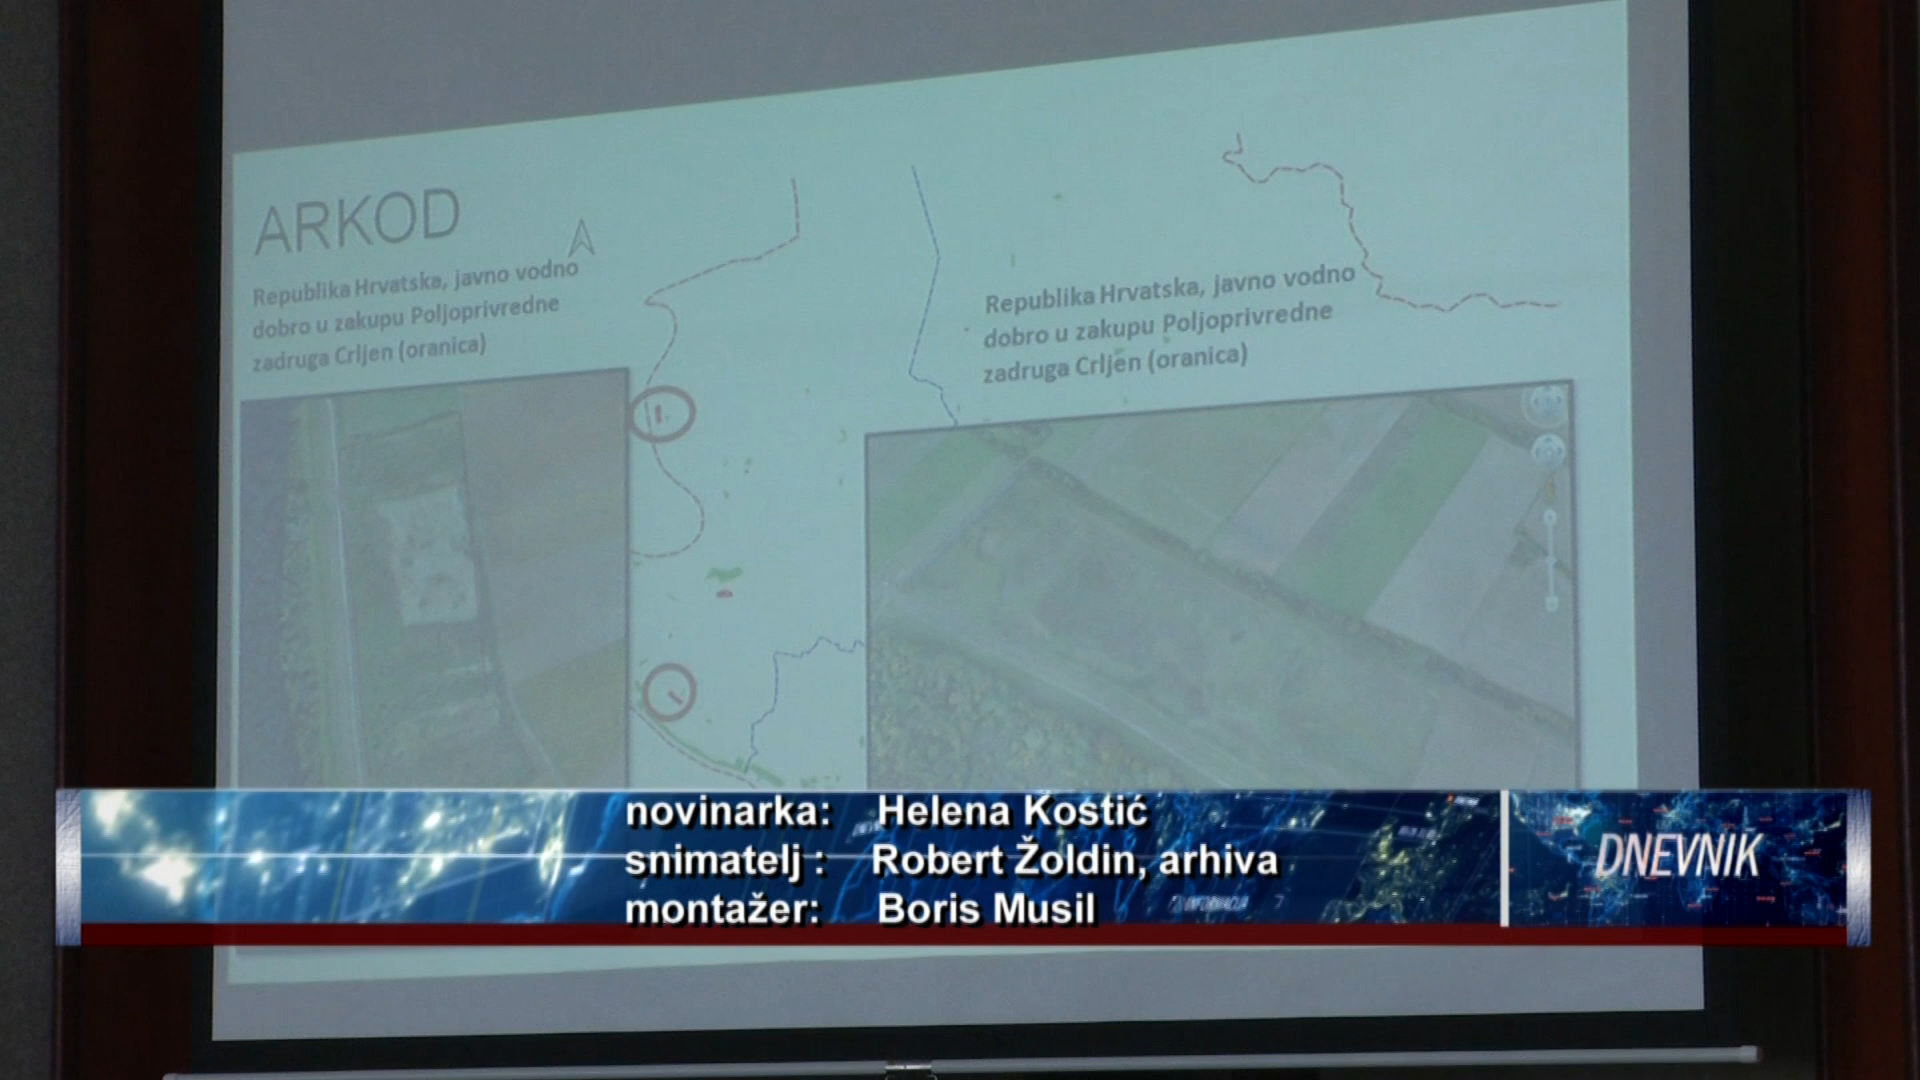 ARKOD
Republika Hrvatska, javno vodno
dobro u zakupu Poljoprivredne
zadruga Crljen (oranica)
Republika Hrvatska, javno vodno
dobro u zakupu Poljoprivredne
zadruga Crljen (oranica)
novinarka: Helena Kostić
snimatelj : Robert Žoldin, arhiva
montažer: Boris Musil
DNEVNIK